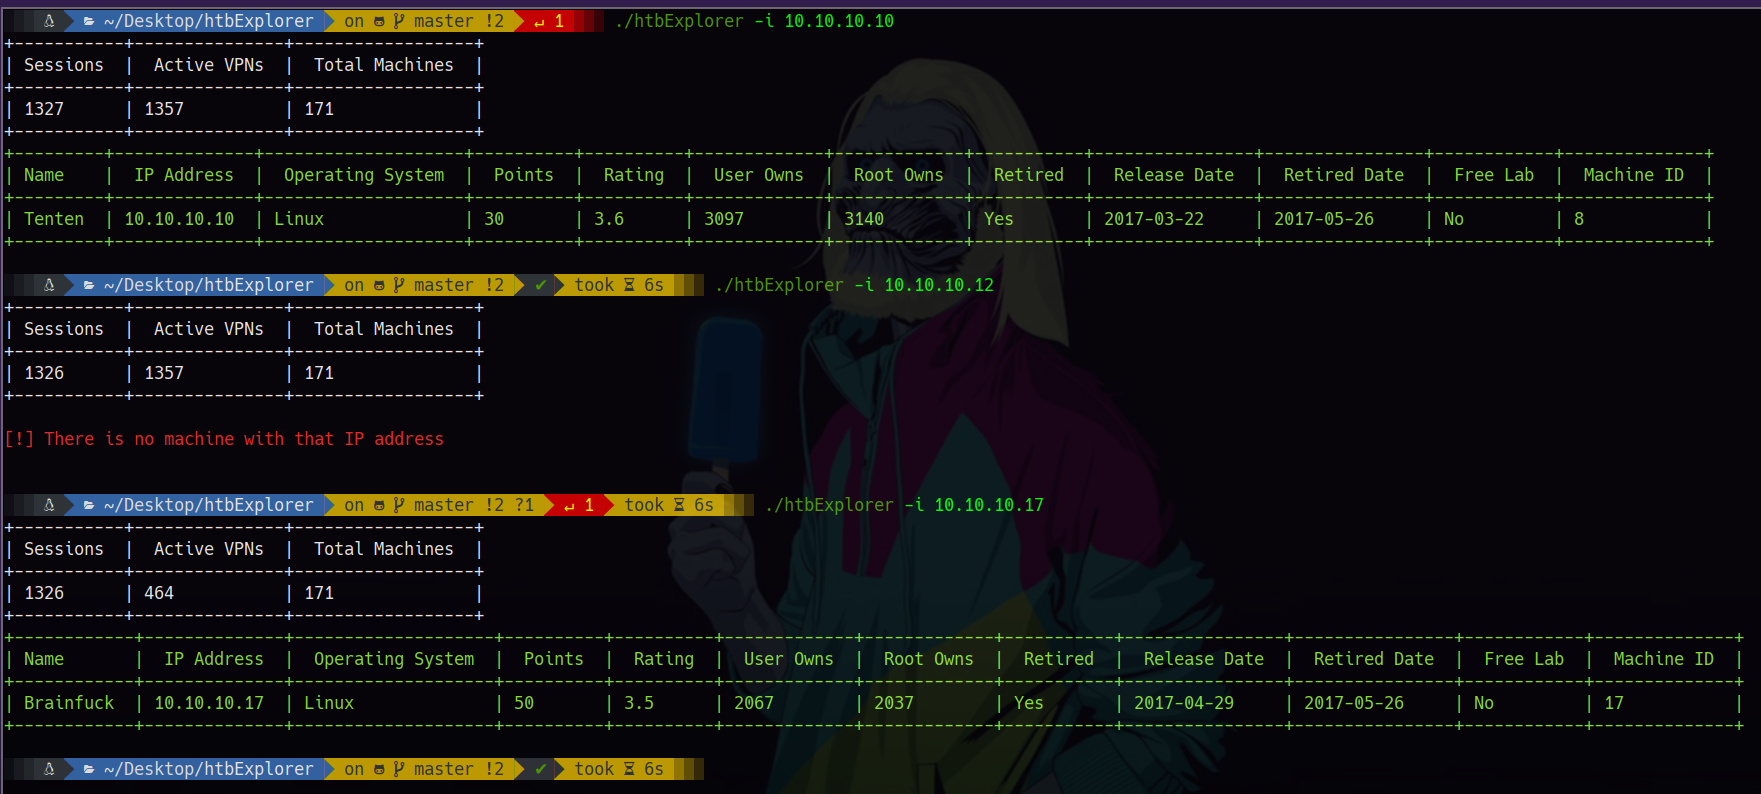 ~/Desktop/htbExplorer on master !2 ↵ 1 ./htbExplorer -i 10.10.10.10
+-----------+---------------+------------------+
| Sessions | Active VPNs | Total Machines |
+-----------+---------------+------------------+
| 1327 | 1357 | 171 |
+-----------+---------------+------------------+
+---------+--------------+--------------------+----------+----------+-------------+-------------+-----------+----------------+----------------+------------+--------------+
| Name | IP Address | Operating System | Points | Rating | User Owns | Root Owns | Retired | Release Date | Retired Date | Free Lab | Machine ID |
+---------+--------------+--------------------+----------+----------+-------------+-------------+-----------+----------------+----------------+------------+--------------+
| Tenten | 10.10.10.10 | Linux | 30 | 3.6 | 3097 | 3140 | Yes | 2017-03-22 | 2017-05-26 | No | 8 |
+---------+--------------+--------------------+----------+----------+-------------+-------------+-----------+----------------+----------------+------------+--------------+
~/Desktop/htbExplorer on master !2 ✔ took 6s ./htbExplorer -i 10.10.10.12
+-----------+---------------+------------------+
| Sessions | Active VPNs | Total Machines |
+-----------+---------------+------------------+
| 1326 | 1357 | 171 |
+-----------+---------------+------------------+
[!] There is no machine with that IP address
~/Desktop/htbExplorer on master !2 ?1 ↵ 1 took 6s ./htbExplorer -i 10.10.10.17
+-----------+---------------+------------------+
| Sessions | Active VPNs | Total Machines |
+-----------+---------------+------------------+
| 1326 | 464 | 171 |
+-----------+---------------+------------------+
+------------+--------------+--------------------+----------+----------+-------------+-------------+-----------+----------------+----------------+------------+--------------+
| Name | IP Address | Operating System | Points | Rating | User Owns | Root Owns | Retired | Release Date | Retired Date | Free Lab | Machine ID |
+------------+--------------+--------------------+----------+----------+-------------+-------------+-----------+----------------+----------------+------------+--------------+
| Brainfuck | 10.10.10.17 | Linux | 50 | 3.5 | 2067 | 2037 | Yes | 2017-04-29 | 2017-05-26 | No | 17 |
+------------+--------------+--------------------+----------+----------+-------------+-------------+-----------+----------------+----------------+------------+--------------+
~/Desktop/htbExplorer on master !2 ✔ took 6s